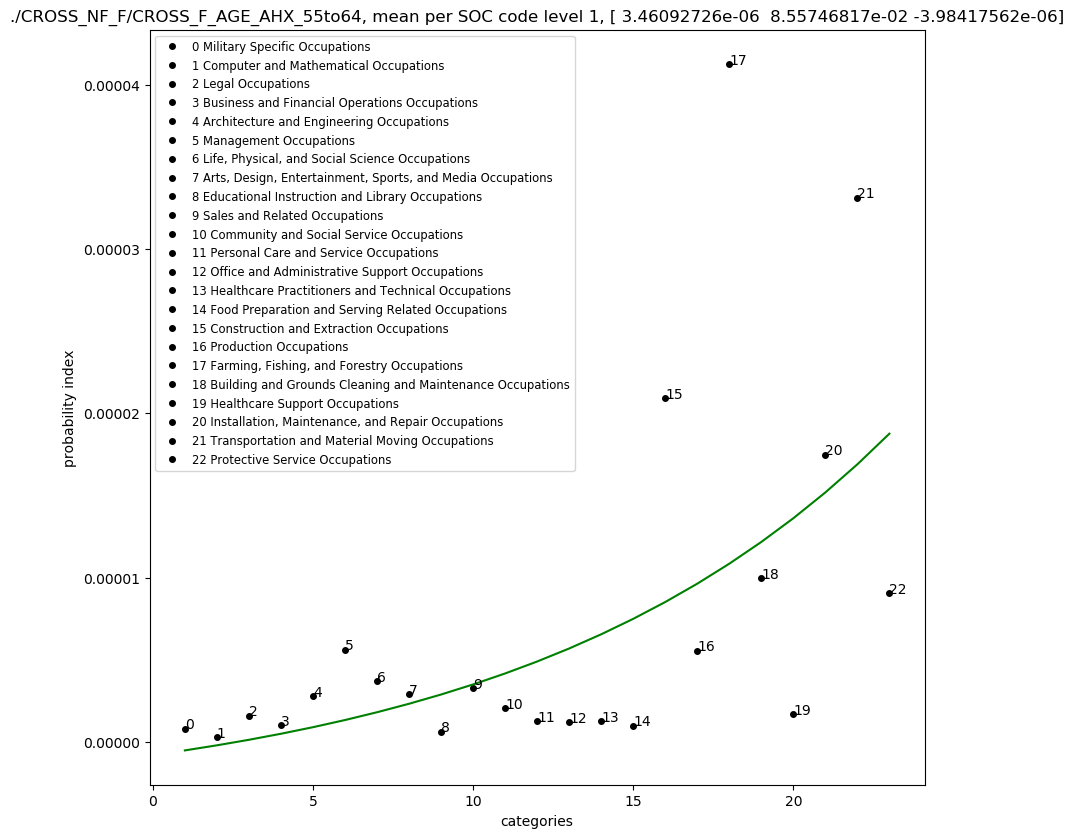 ./CROSS_NF_F/CROSS_F_AGE_AHX_55to64, mean per SOC code level 1, [ 3.46092726e-06  8.55746817e-02 -3.98417562e-06]
0 Military Specific Occupations
1 Computer and Mathematical Occupations
2 Legal Occupations
3 Business and Financial Operations Occupations
4 Architecture and Engineering Occupations
5 Management Occupations
6 Life, Physical, and Social Science Occupations
7 Arts, Design, Entertainment, Sports, and Media Occupations
8 Educational Instruction and Library Occupations
9 Sales and Related Occupations
10 Community and Social Service Occupations
11 Personal Care and Service Occupations
12 Office and Administrative Support Occupations
13 Healthcare Practitioners and Technical Occupations
14 Food Preparation and Serving Related Occupations
15 Construction and Extraction Occupations
16 Production Occupations
17 Farming, Fishing, and Forestry Occupations
18 Building and Grounds Cleaning and Maintenance Occupations
19 Healthcare Support Occupations
20 Installation, Maintenance, and Repair Occupations
21 Transportation and Material Moving Occupations
22 Protective Service Occupations
0.00004
0.00003
0.00002
0.00001
0.00000
probability index
0
1
2
3
4
5
6
7
8
9
10
11
12
13
14
15
16
17
18
19
20
21
22
0
5
10
15
20
categories